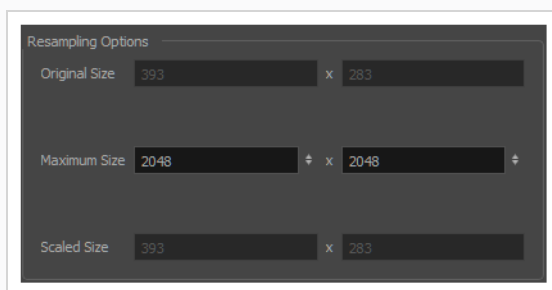 Resampling Options
Original Size 393 x 283
Maximum Size 2048 x 2048
Scaled Size 393 x 283